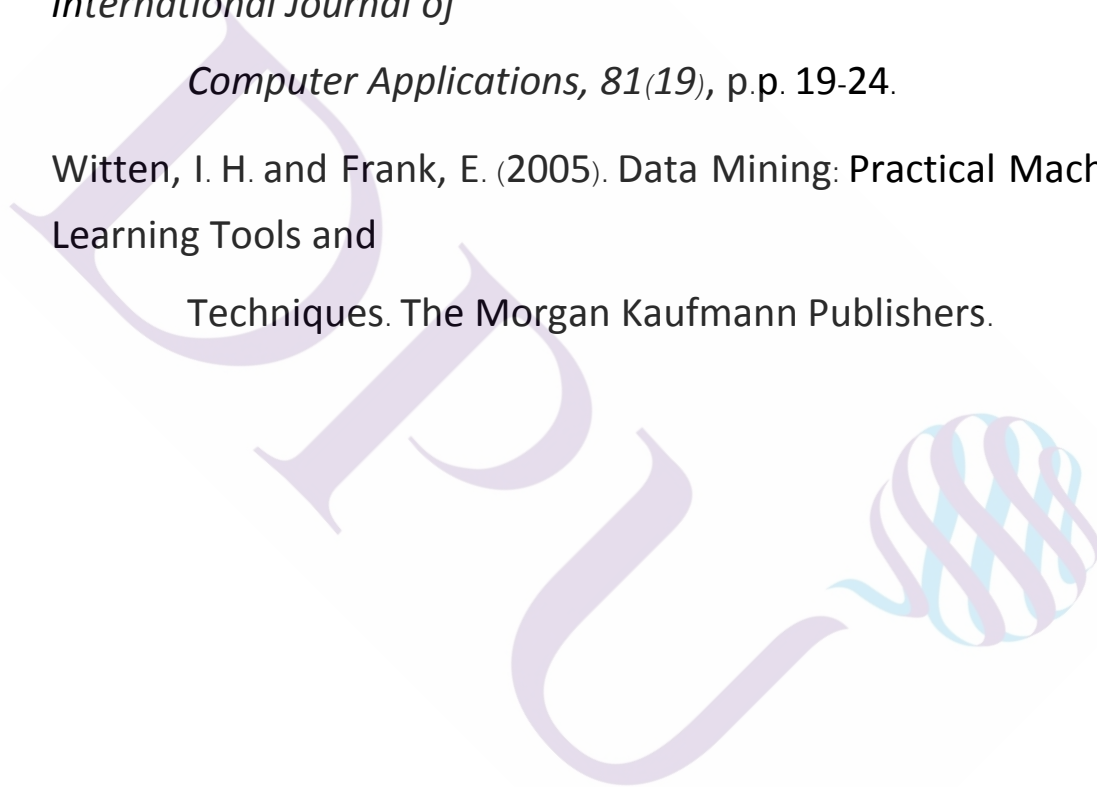 International Journal of
Computer Applications, 81(19), p.p. 19-24.
Witten, I. H. and Frank, E. (2005). Data Mining: Practical Mach
Learning Tools and
Techniques. The Morgan Kaufmann Publishers.
DPU